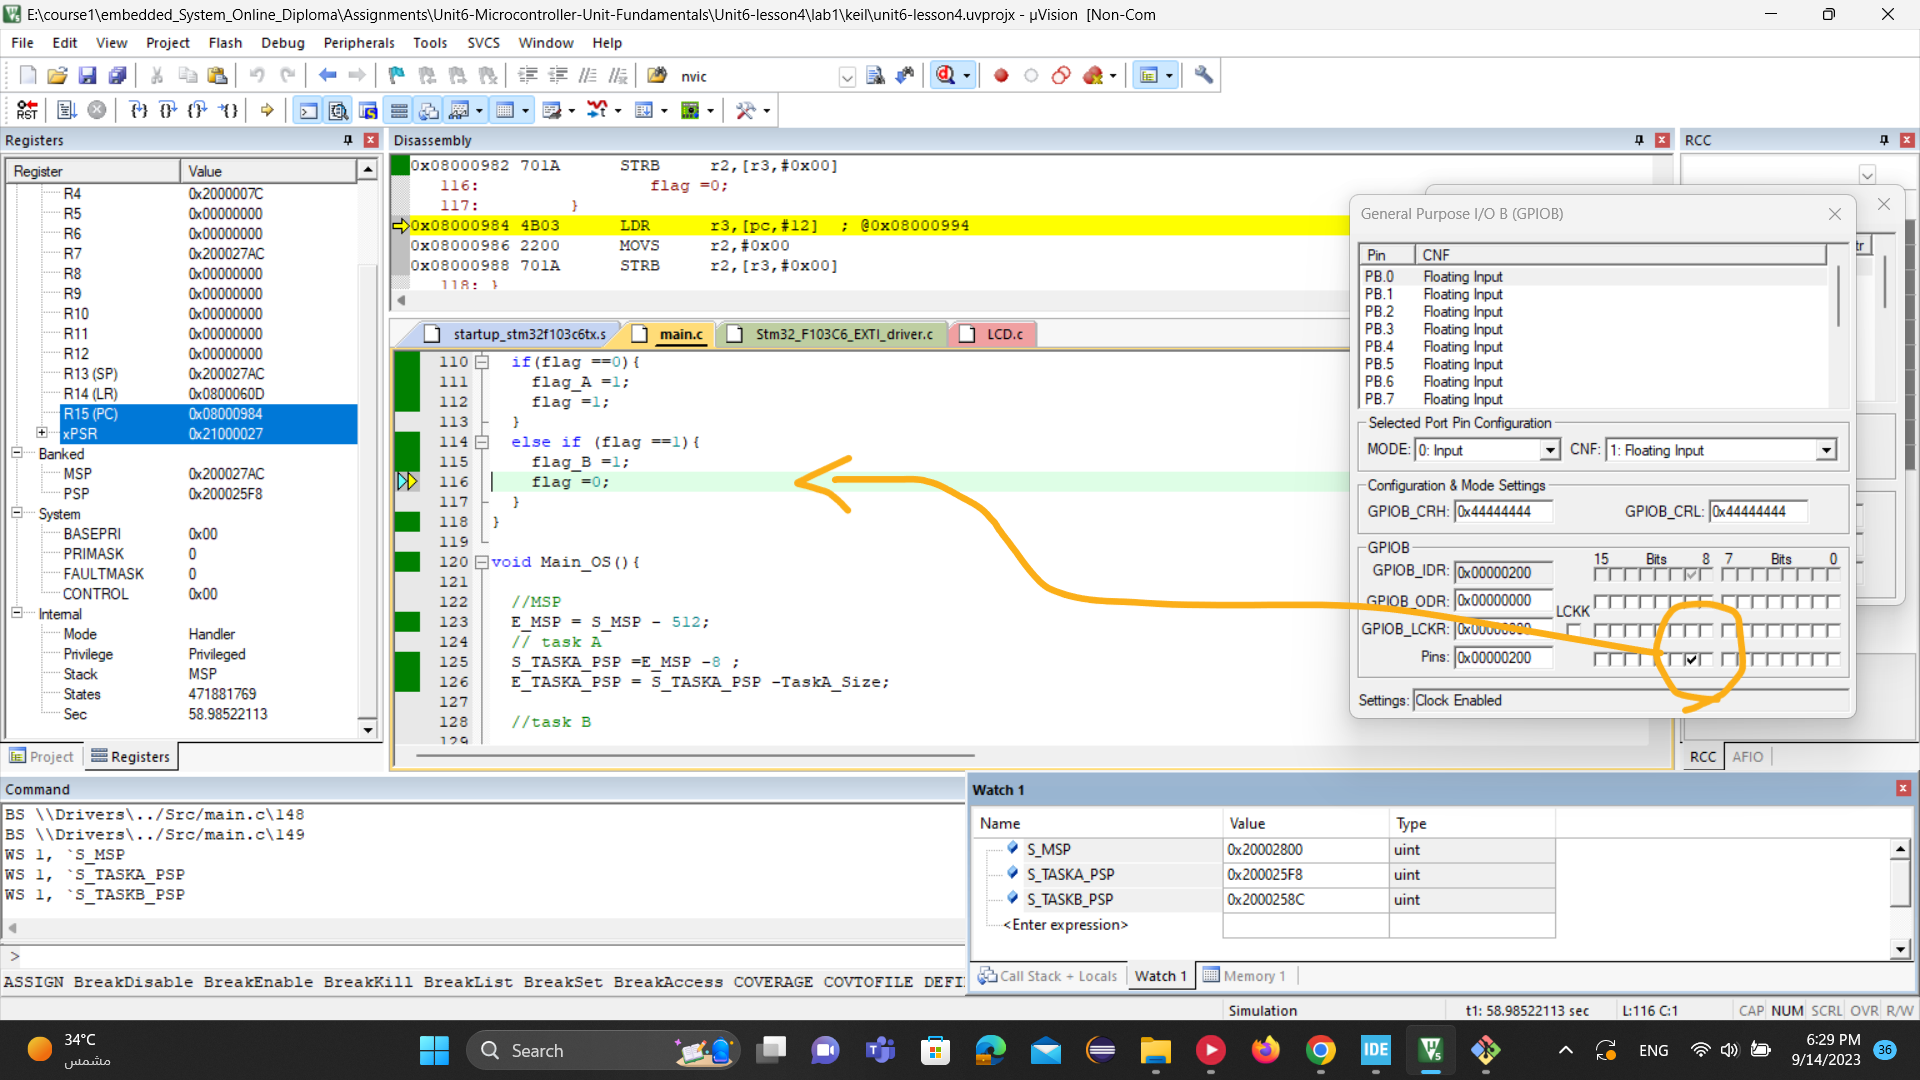 E:\course1\embedded_System_Online_Diploma\Assignments\Unit6-Microcontroller-Unit-Fundamentals\Unit6-lesson4\lab1\keil\unit6-lesson4.uvprojx - µVision [Non-Com
File Edit View Project Flash Debug Peripherals Tools SVCS Window Help
nvic
RST
Registers
Register Value
R4 0x2000007C
R5 0x00000000
R6 0x00000000
R7 0x200027AC
R8 0x00000000
R9 0x00000000
R10 0x00000000
R11 0x00000000
R12 0x00000000
R13 (SP) 0x200027AC
R14 (LR) 0x0800060D
R15 (PC) 0x08000984
xPSR 0x21000027
Banked
MSP 0x200027AC
PSP 0x200025F8
System
BASEPRI 0x00
PRIMASK 0
FAULTMASK 0
CONTROL 0x00
Internal
Mode Handler
Privilege Privileged
Stack MSP
States 471881769
Sec 58.98522113
Project Registers
Disassembly
0x08000982 701A STRB r2,[r3,#0x00]
116: flag =0;
117: }
0x08000984 4B03 LDR r3,[pc,#12] ; @0x08000994
0x08000986 2200 MOVS r2,#0x00
0x08000988 701A STRB r2,[r3,#0x00]
118: }
startup_stm32f103c6tx.s main.c Stm32_F103C6_EXTI_driver.c LCD.c
110 if(flag ==0){
111 flag_A =1;
112 flag =1;
113 }
114 else if (flag ==1){
115 flag_B =1;
116 flag =0;
117 }
118 }
119
120 void Main_OS(){
121
122 //MSP
123 E_MSP = S_MSP - 512;
124 // task A
125 S_TASKA_PSP =E_MSP -8 ;
126 E_TASKA_PSP = S_TASKA_PSP -TaskA_Size;
127
128 //task B
129
RCC
tr
General Purpose I/O B (GPIOB)
Pin CNF
PB.0 Floating Input
PB.1 Floating Input
PB.2 Floating Input
PB.3 Floating Input
PB.4 Floating Input
PB.5 Floating Input
PB.6 Floating Input
PB.7 Floating Input
Selected Port Pin Configuration
MODE: 0: Input CNF: 1: Floating Input
Configuration & Mode Settings
GPIOB_CRH: 0x44444444 GPIOB_CRL: 0x44444444
GPIOB
15 Bits 8 7 Bits 0
GPIOB_IDR: 0x00000200
GPIOB_ODR: 0x00000000
LCKK
GPIOB_LCKR: 0x00000000
Pins: 0x00000200
Settings: Clock Enabled
RCC AFIO
Command
BS \\Drivers\../Src/main.c\148
BS \\Drivers\../Src/main.c\149
WS 1, `S_MSP
WS 1, `S_TASKA_PSP
WS 1, `S_TASKB_PSP
>
ASSIGN BreakDisable BreakEnable BreakKill BreakList BreakSet BreakAccess COVERAGE COVTOFILE DEFI
Watch 1
Name Value Type
S_MSP 0x20002800 uint
S_TASKA_PSP 0x200025F8 uint
S_TASKB_PSP 0x2000258C uint
<Enter expression>
Call Stack + Locals Watch 1 Memory 1
Simulation t1: 58.98522113 sec L:116 C:1 CAP NUM SCRL OVR R/W
34°C
مشمس
Search
IDE
ENG
6:29 PM
9/14/2023
36